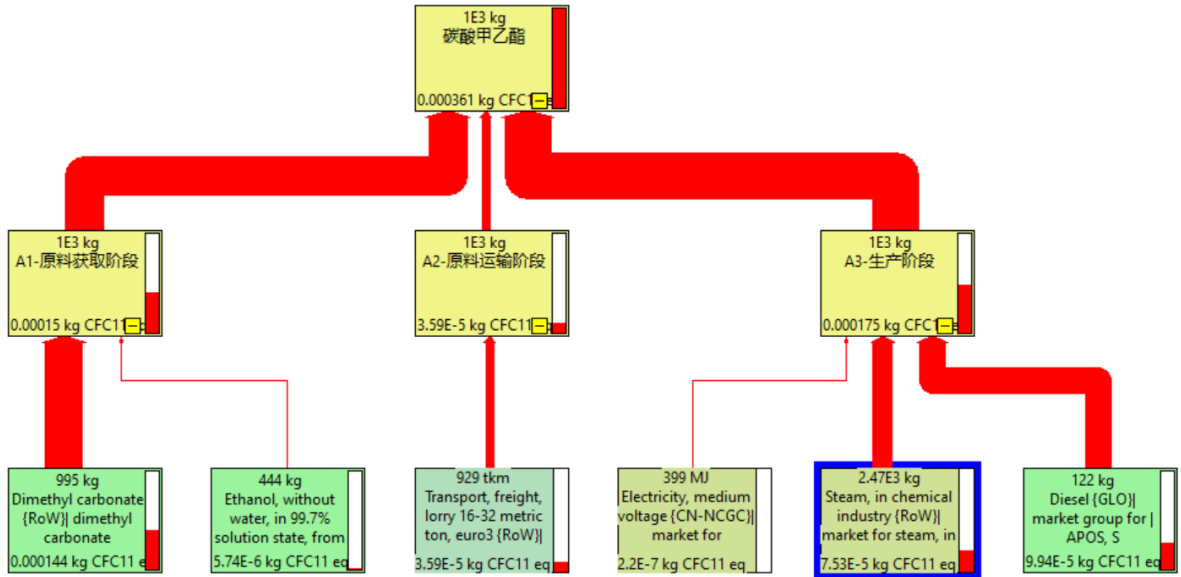 1E3 kg
碳酸甲乙酯
0.000361 kg CFC1
1E3 kg
A1-原料获取阶段
0.00015 kg CFC11
1E3 kg
A2-原料运输阶段
3.59E-5 kg CFC11
1E3 kg
A3-生产阶段
0.000175 kg CFC1
995 kg
Dimethyl carbonate
{RoW}| dimethyl
carbonate
0.000144 kg CFC11 e
444 kg
Ethanol, without
water, in 99.7%
solution state, from
5.74E-6 kg CFC11 eq
929 tkm
Transport, freight,
lorry 16-32 metric
ton, euro3 {RoW}|
3.59E-5 kg CFC11 eq
399 MJ
Electricity, medium
voltage {CN-NCGC}|
market for
2.2E-7 kg CFC11 eq
2.47E3 kg
Steam, in chemical
industry {RoW}|
market for steam, in
7.53E-5 kg CFC11 eq
122 kg
Diesel {GLO}|
market group for |
APOS, S
9.94E-5 kg CFC11 eq